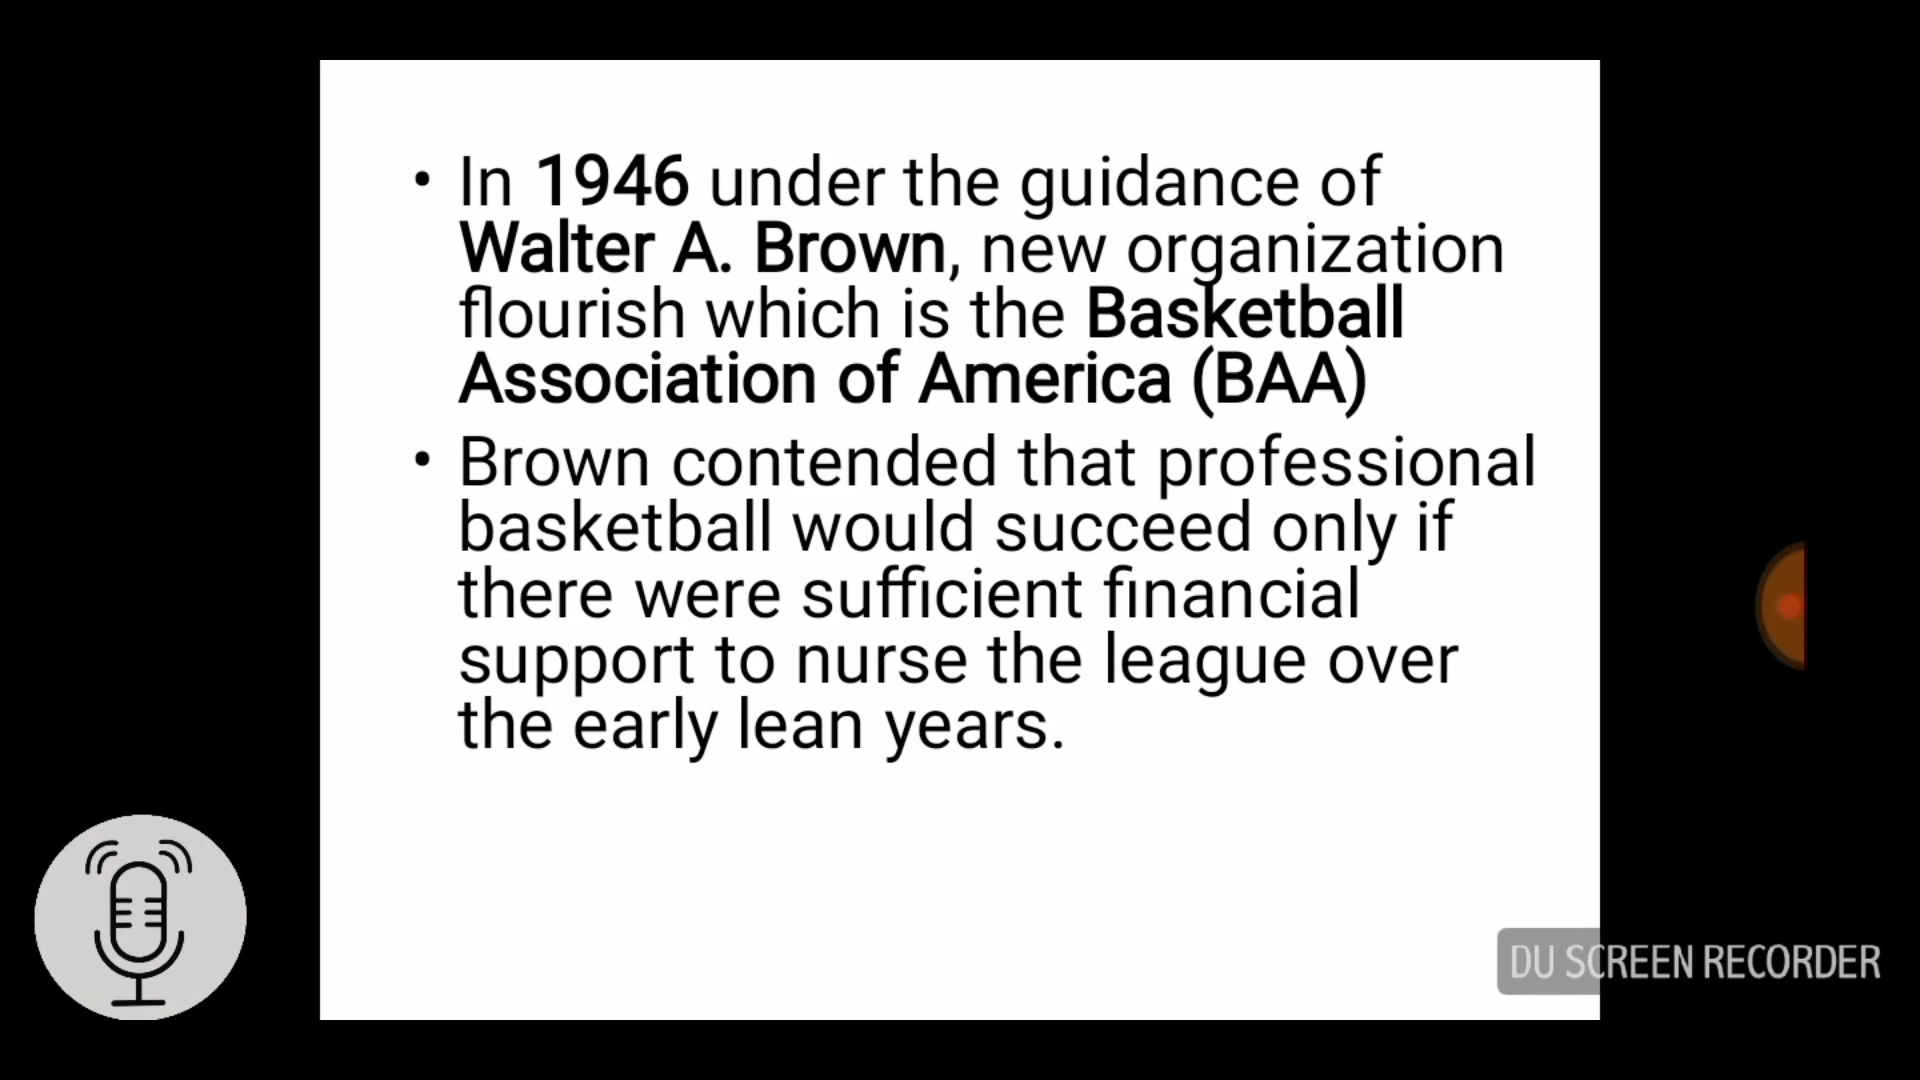 • In 1946 under the guidance of
Walter A. Brown, new organization
flourish which is the Basketball
Association of America (BAA)
• Brown contended that professional
basketball would succeed only if
there were sufficient financial
support to nurse the league over
the early lean years.
DU SCREEN RECORDER